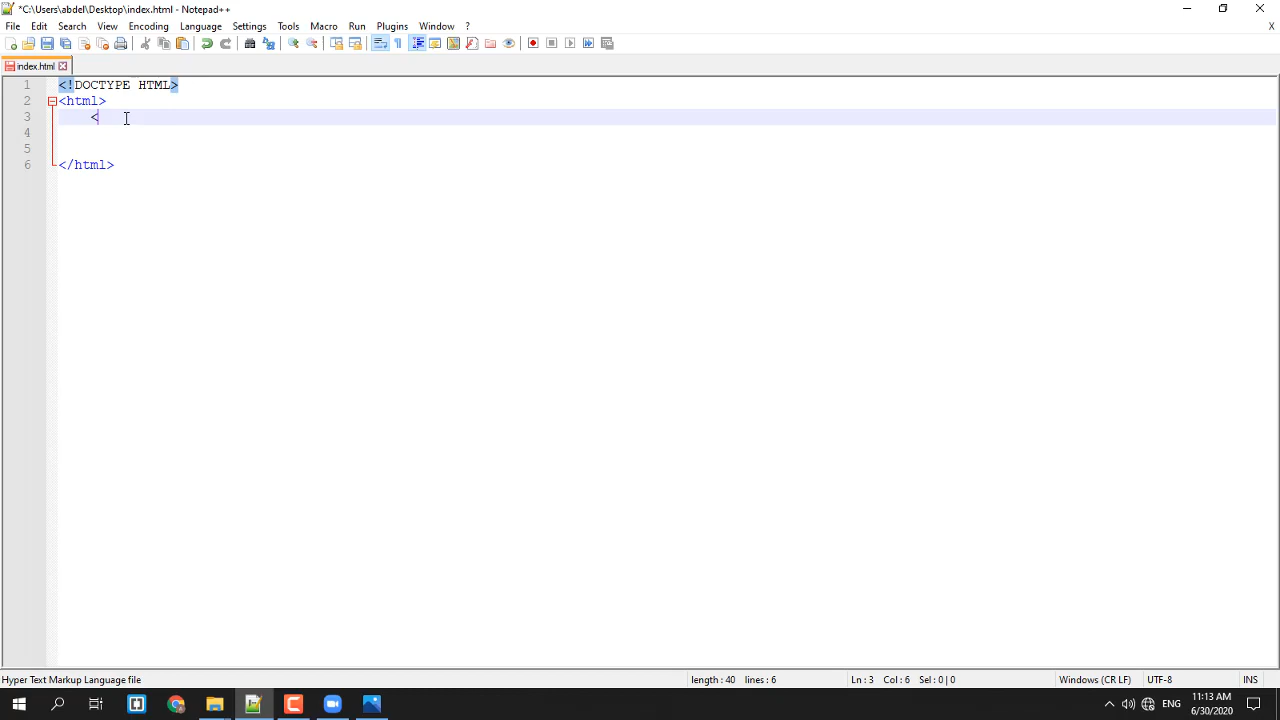 *C:\Users\abdel\Desktop\index.html - Notepad++
File Edit Search View Encoding Language Settings Tools Macro Run Plugins Window ?
X
index.html
1 <!DOCTYPE HTML>
2 <html>
3 <
4
5
6 </html>
Hyper Text Markup Language file length : 40 lines : 6 Ln : 3 Col : 6 Sel : 0 | 0 Windows (CR LF) UTF-8 INS
ENG
11:13 AM
6/30/2020